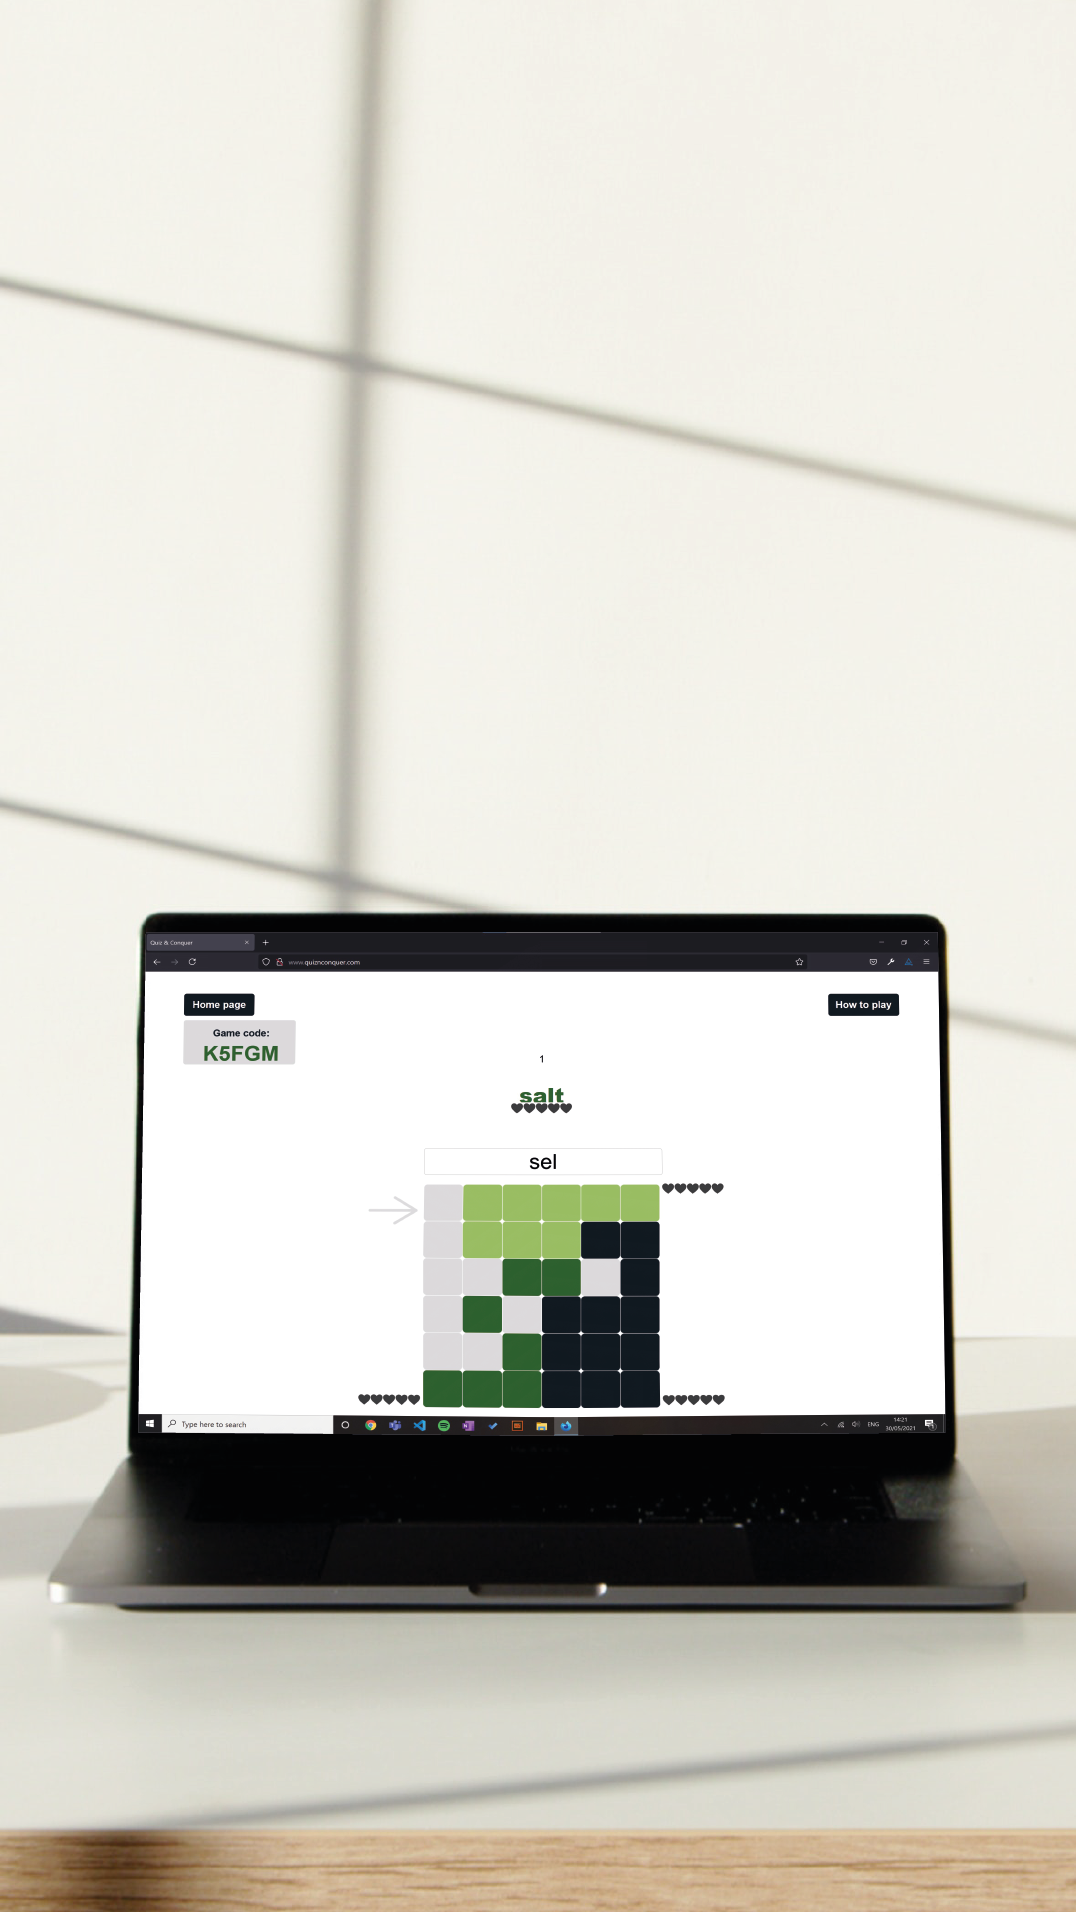 Quiz & Conquer
www.quiznconquer.com
Home page
How to play
Game code:
K5FGM
1
salt
sel
Type here to search
ENG
14:21
30/05/2021